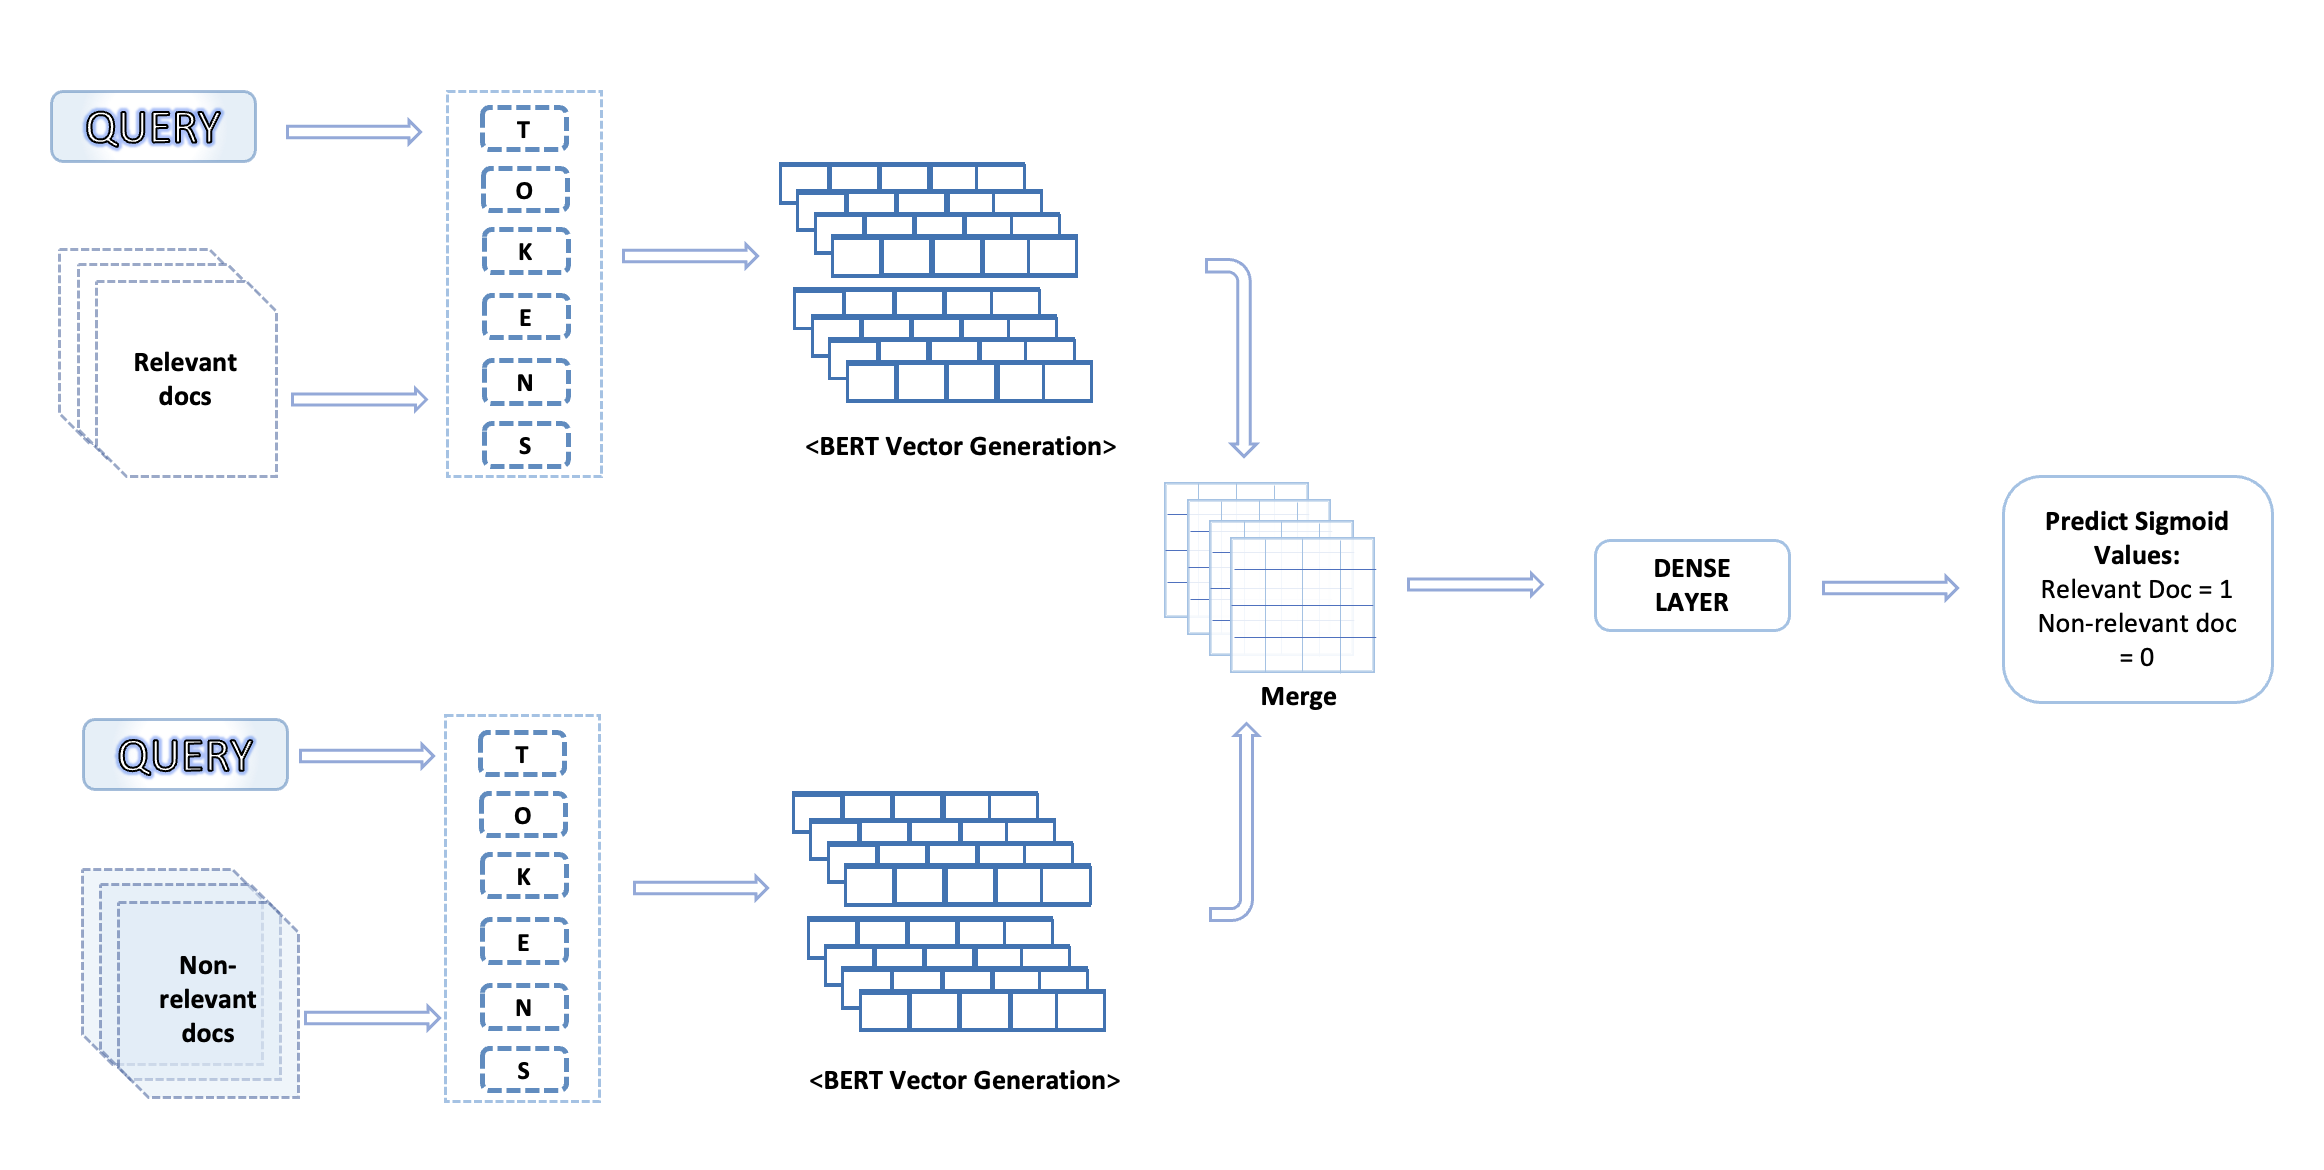 QUERY
T
O
K
E
N
S
Relevant
docs
<BERT Vector Generation>
Merge
DENSE
LAYER
Predict Sigmoid
Values:
Relevant Doc = 1
Non-relevant doc
= 0
QUERY
T
O
K
E
N
S
Non-
relevant
docs
<BERT Vector Generation>